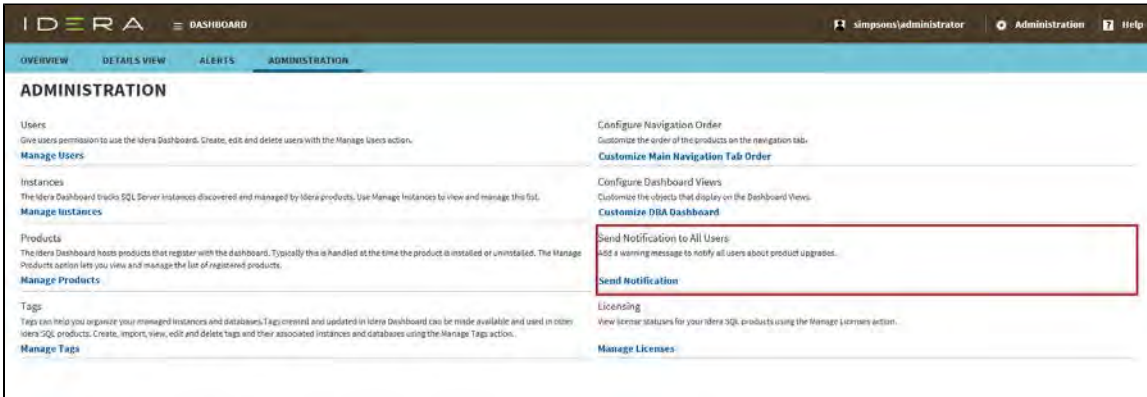 IDERA
DASHBOARD
simpsons\administrator
Administration
Help
OVERVIEW
DETAILS VIEW
ALERTS
ADMINISTRATION
ADMINISTRATION
Users
Give users permission to use the Idera Dashboard. Create, edit and delete users with the Manage Users action.
Manage Users
Instances
The Idera Dashboard tracks SQL Server instances discovered and managed by Idera products. Use Manage Instances to view and manage this list.
Manage Instances
Products
The Idera Dashboard hosts products that register with the dashboard. Typically this is handled at the time the product is installed or uninstalled. The Manage
Products option lets you view and manage the list of registered products.
Manage Products
Tags
Tags can help you organize your managed instances and databases.Tags created and updated in Idera Dashboard can be made available and used in other
Idera SQL products. Create, import, view, edit and delete tags and their associated instances and databases using the Manage Tags action.
Manage Tags
Configure Navigation Order
Customize the order of the products on the navigation tab.
Customize Main Navigation Tab Order
Configure Dashboard Views
Customize the objects that display on the Dashboard Views.
Customize DBA Dashboard
Send Notification to All Users
Add a warning message to notify all users about product upgrades.
Send Notification
Licensing
View license statuses for your Idera SQL products using the Manage Licenses action.
Manage Licenses